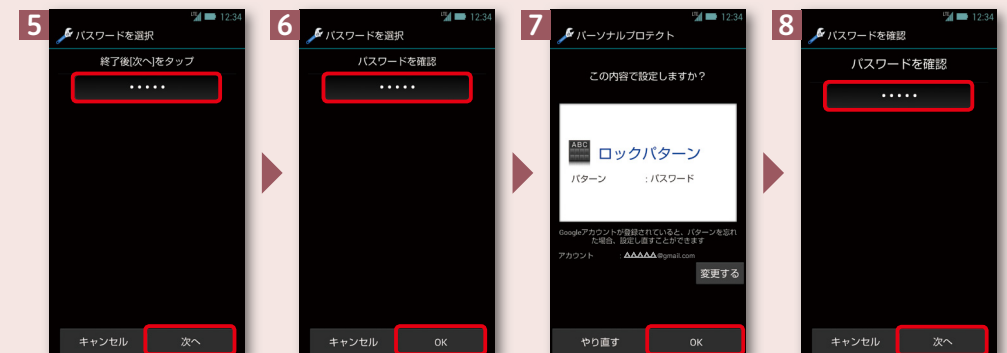 5
12:34
パスワードを選択
終了後[次へ]をタップ
•••••
キャンセル
次へ
6
12:34
パスワードを選択
パスワードを確認
•••••
キャンセル
OK
7
12:34
パーソナルプロテクト
この内容で設定しますか？
ABC
ロックパターン
パターン :パスワード
Googleアカウントが登録されていると、パターンを忘れ
た場合、設定し直すことができます
アカウント :△△△△△@gmail.com
変更する
やり直す
OK
8
12:34
パスワードを確認
パスワードを確認
•••••
キャンセル
次へ